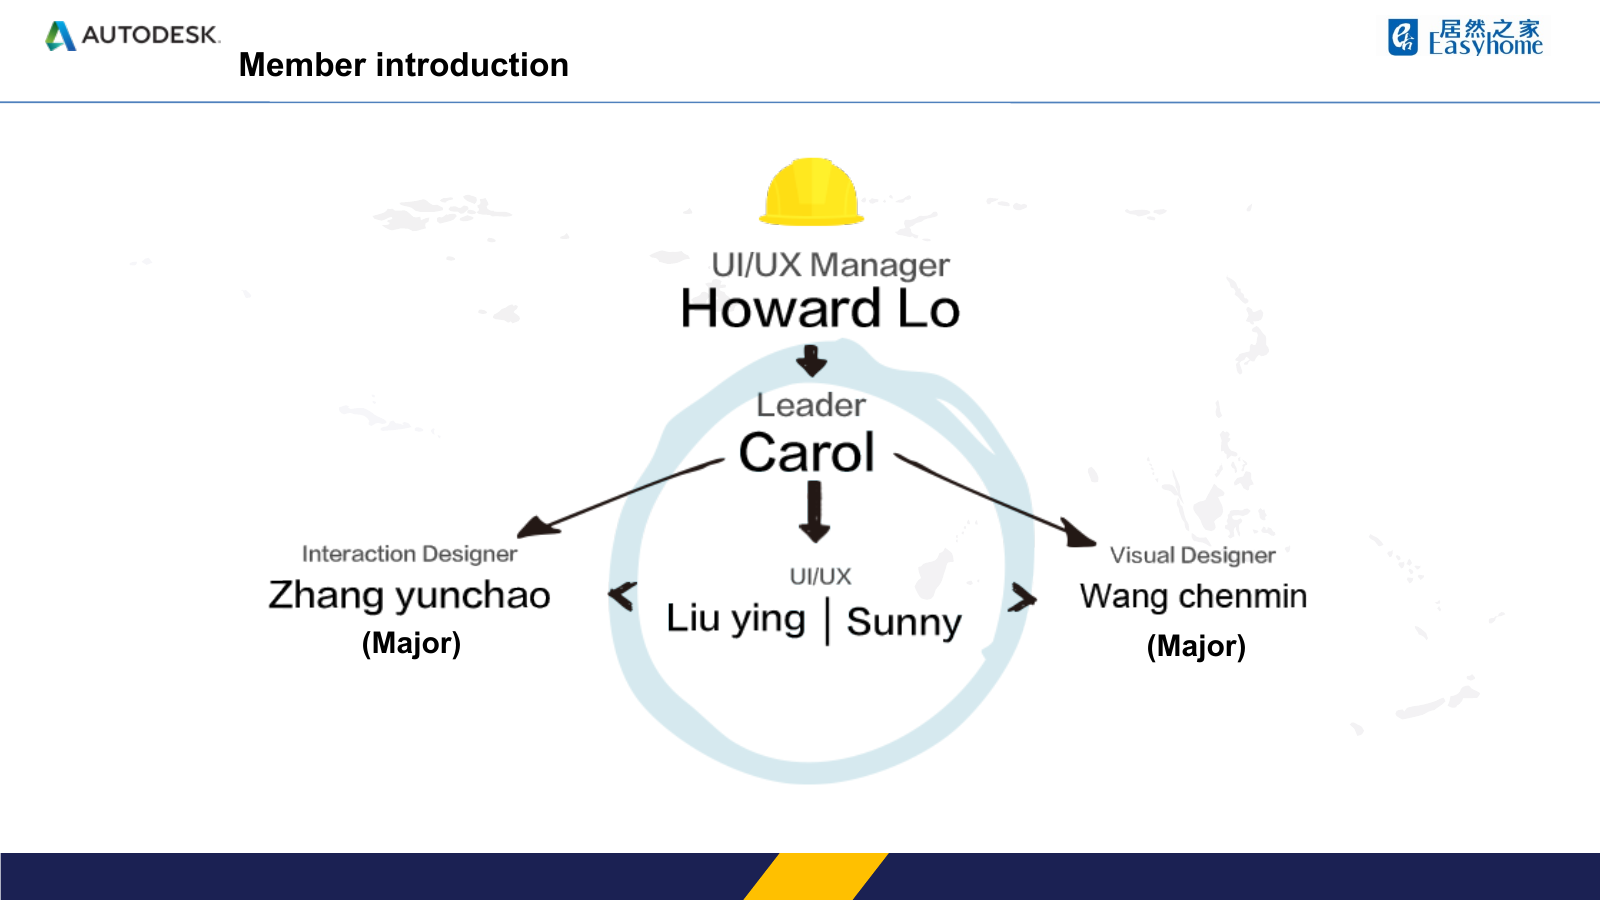 AUTODESK.
居然之家
Easyhome
Member introduction
UI/UX Manager
Howard Lo
Leader
Carol
Interaction Designer
Zhang yunchao
(Major)
UI/UX
Liu ying | Sunny
Visual Designer
Wang chenmin
(Major)